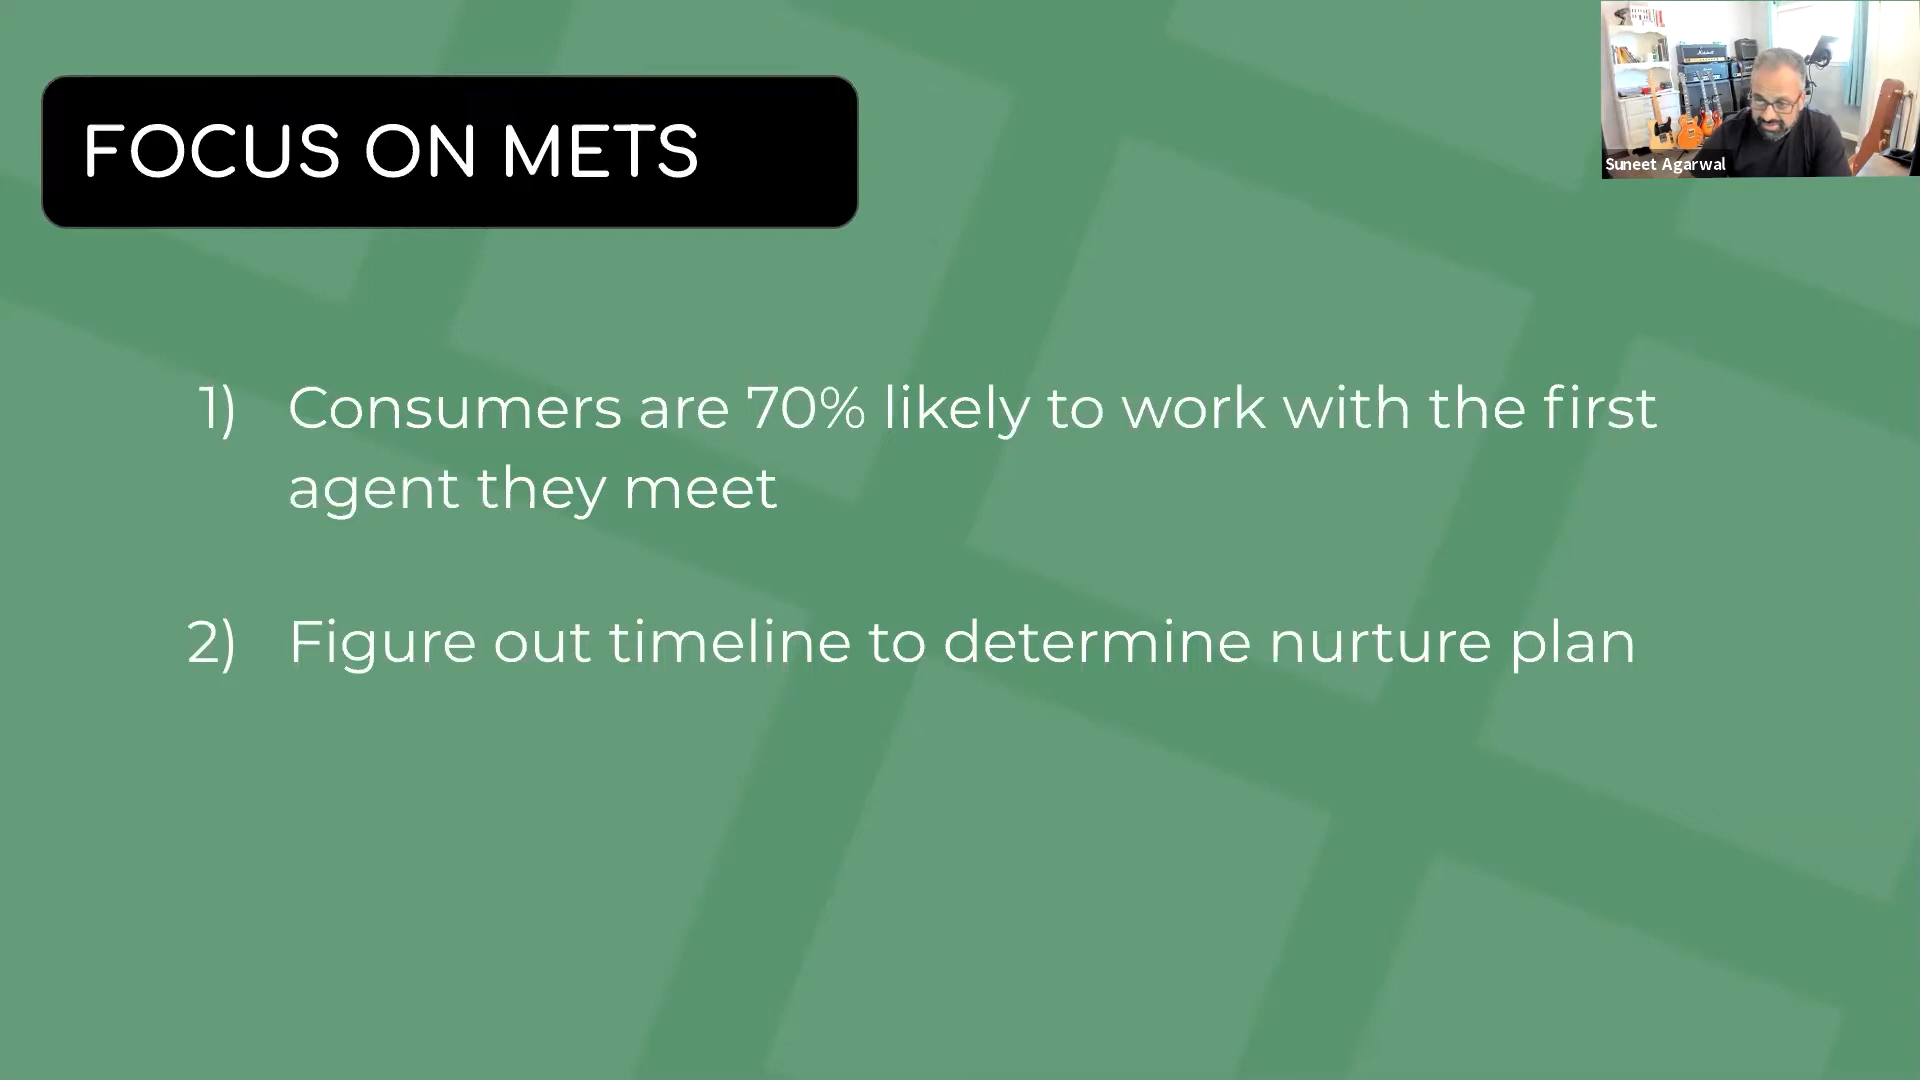 FOCUS ON METS
Suneet Agarwal
1) Consumers are 70% likely to work with the first
agent they meet
2) Figure out timeline to determine nurture plan